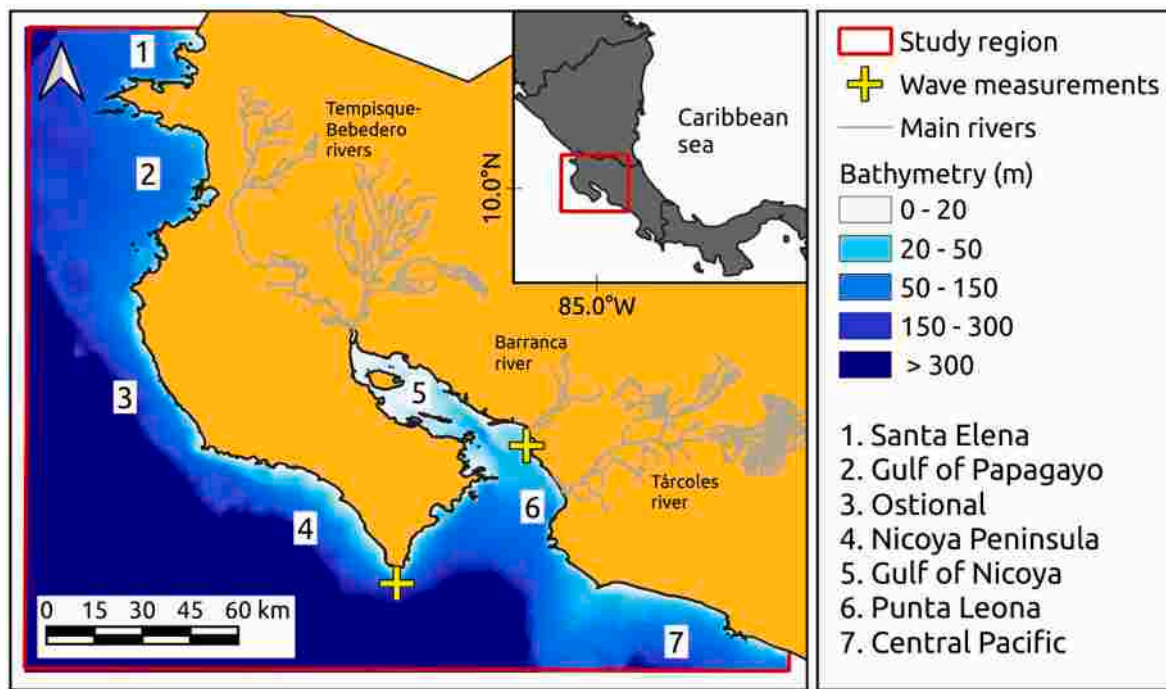 1
Tempisque-
Bebedero
rivers
2
Caribbean
sea
10.0°N
85.0°W
3
Barranca
river
5
4
6
Tárcoles
river
7
0 15 30 45 60 km
Study region
Wave measurements
Main rivers
Bathymetry (m)
0 - 20
20 - 50
50 - 150
150 - 300
> 300
1. Santa Elena
2. Gulf of Papagayo
3. Ostional
4. Nicoya Peninsula
5. Gulf of Nicoya
6. Punta Leona
7. Central Pacific